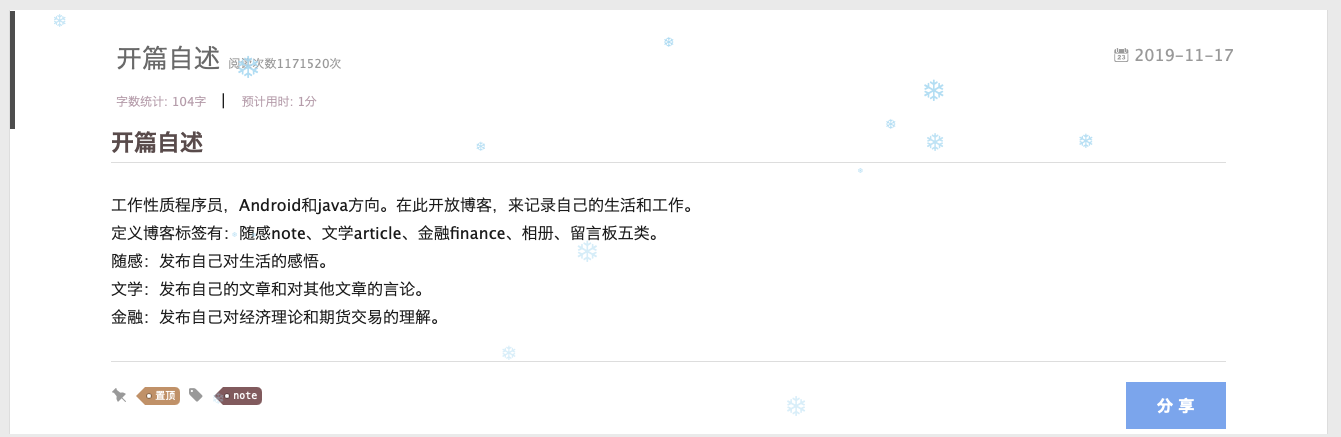 开篇自述 阅读次数1171520次
2019-11-17
字数统计: 104字 | 预计用时: 1分
开篇自述
工作性质程序员，Android和java方向。在此开放博客，来记录自己的生活和工作。
定义博客标签有：随感note、文学article、金融finance、相册、留言板五类。
随感：发布自己对生活的感悟。
文学：发布自己的文章和对其他文章的言论。
金融：发布自己对经济理论和期货交易的理解。
置顶 note
分 享